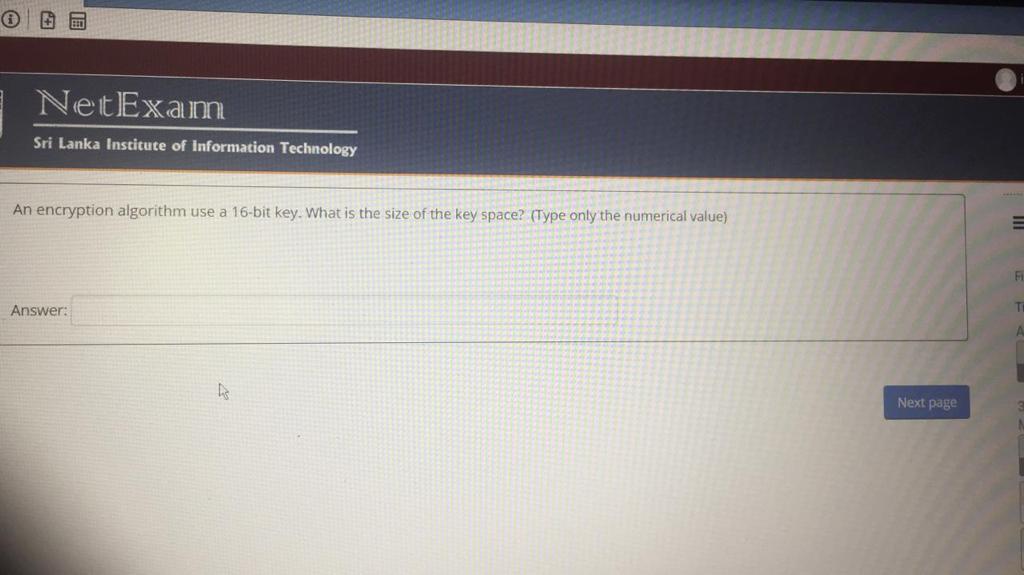 NetExam
Sri Lanka Institute of Information Technology
An encryption algorithm use a 16-bit key. What is the size of the key space? (Type only the numerical value)
Answer:
Next page